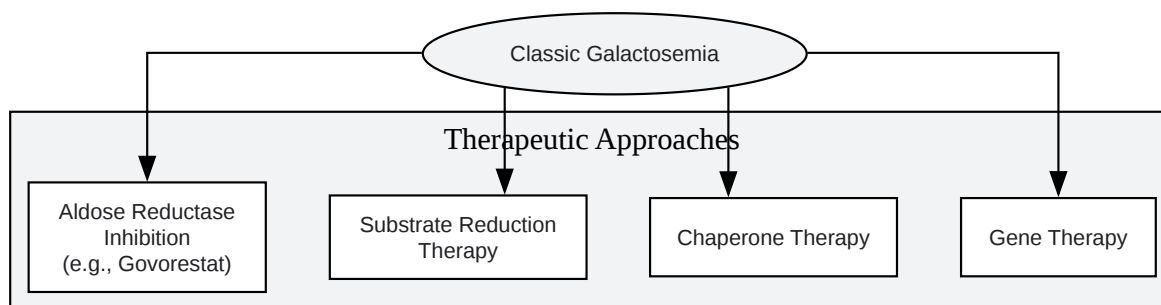 Classic Galactosemia
Therapeutic Approaches
Aldose Reductase
Inhibition
(e.g., Govorestat)
Substrate Reduction
Therapy
Chaperone Therapy
Gene Therapy